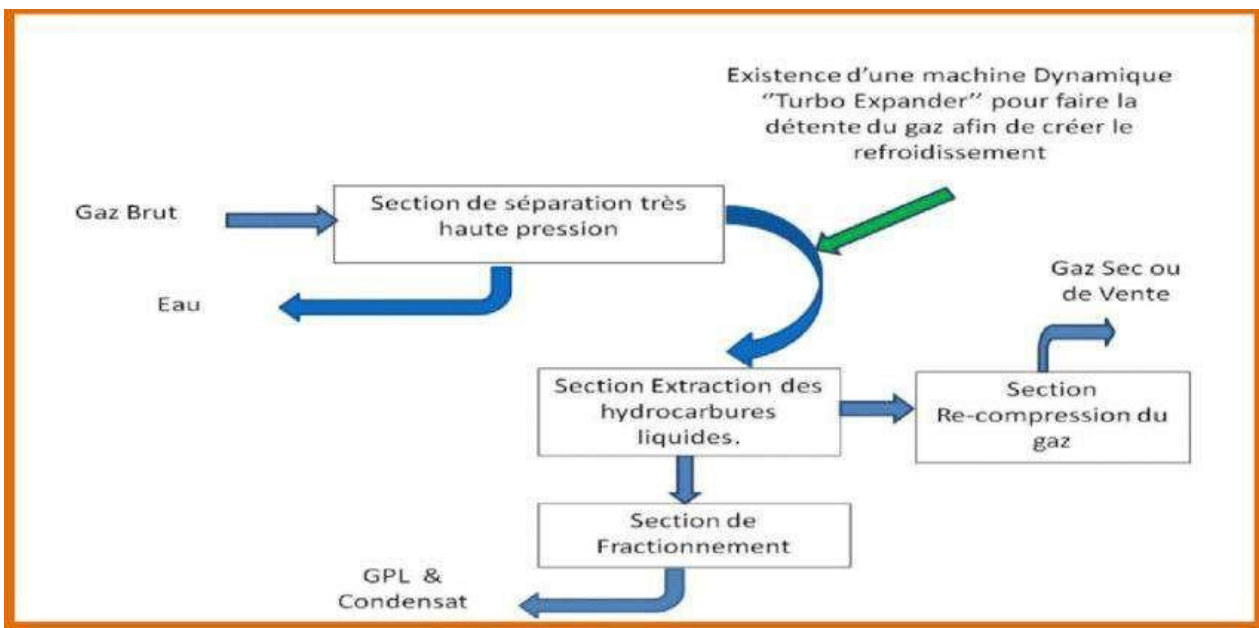 Existence d'une machine Dynamique
‘‘Turbo Expander’’ pour faire la
détente du gaz afin de créer le
refroidissement
Gaz Brut
Section de séparation très
haute pression
Eau
Gaz Sec ou
de Vente
Section Extraction des
hydrocarbures
liquides.
Section
Re-compression du
gaz
Section de
Fractionnement
GPL &
Condensat